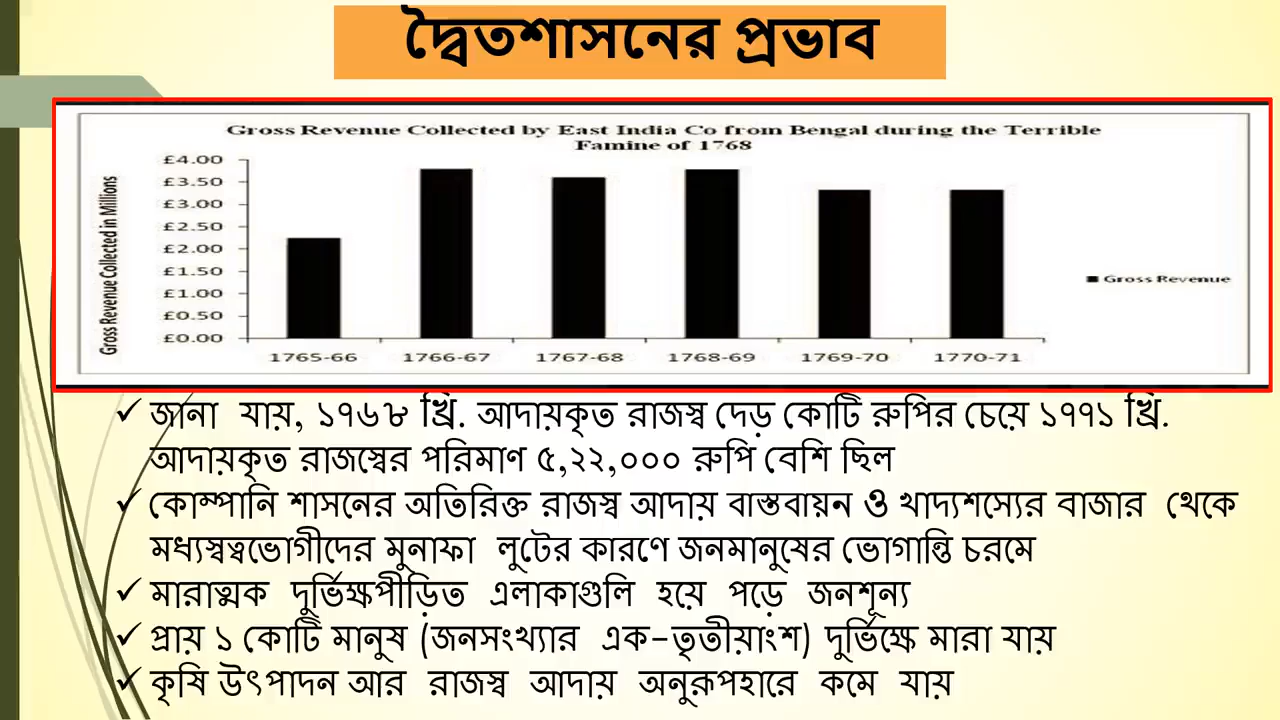 দ্বৈতশাসনের প্রভাব
Gross Revenue Collected by East India Co from Bengal during the Terrible
Famine of 1768
Gross Revenue Collected in Millions
£4.00
£3.50
£3.00
£2.50
£2.00
£1.50
£1.00
£0.50
£0.00
1765-66 1766-67 1767-68 1768-69 1769-70 1770-71
Gross Revenue
✓ জানা যায়, ১৭৬৮ খ্রি. আদায়কৃত রাজস্ব দেড় কোটি রুপির চেয়ে ১৭৭১ খ্রি.
আদায়কৃত রাজস্বের পরিমাণ ৫,২২,০০০ রুপি বেশি ছিল
✓ কোম্পানি শাসনের অতিরিক্ত রাজস্ব আদায় বাস্তবায়ন ও খাদ্যশস্যের বাজার থেকে
মধ্যস্বত্বভোগীদের মুনাফা লুটের কারণে জনমানুষের ভোগান্তি চরমে
✓ মারাত্মক দুর্ভিক্ষপীড়িত এলাকাগুলি হয়ে পড়ে জনশূন্য
✓ প্রায় ১ কোটি মানুষ (জনসংখ্যার এক-তৃতীয়াংশ) দুর্ভিক্ষে মারা যায়
✓ কৃষি উৎপাদন আর রাজস্ব আদায় অনুরূপহারে কমে যায়